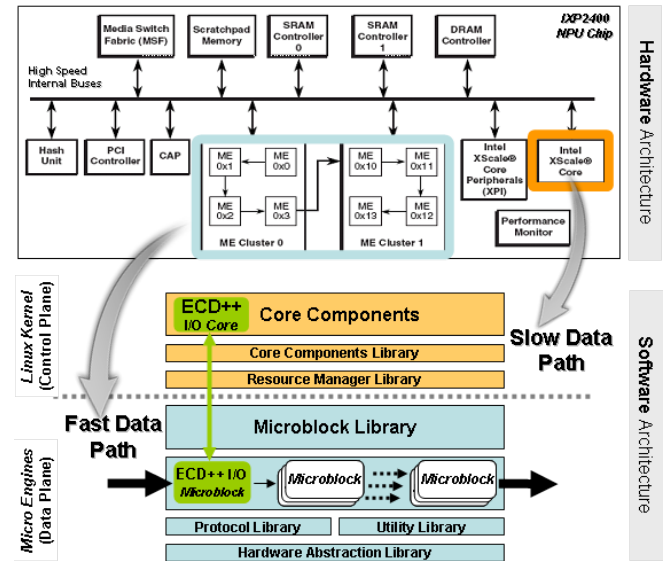 IXP2400
NPU Chip
Media Switch
Fabric (MSF)
Scratchpad
Memory
SRAM
Controller
0
SRAM
Controller
1
DRAM
Controller
High Speed
Internal Buses
Hash
Unit
PCI
Controller
CAP
ME
0x1
ME
0x0
ME
0x2
ME
0x3
ME Cluster 0
ME
0x10
ME
0x11
ME
0x13
ME
0x12
ME Cluster 1
Intel
XScale®
Core
Peripherals
(XPI)
Intel
XScale®
Core
Performance
Monitor
Hardware Architecture
Linux Kernel
(Control Plane)
ECD++
I/O Core
Core Components
Core Components Library
Resource Manager Library
Slow Data
Path
Fast Data
Path
Microblock Library
Micro Engines
(Data Plane)
ECD++ I/O
Microblock
Microblock
Microblock
Protocol Library
Utility Library
Hardware Abstraction Library
Software Architecture